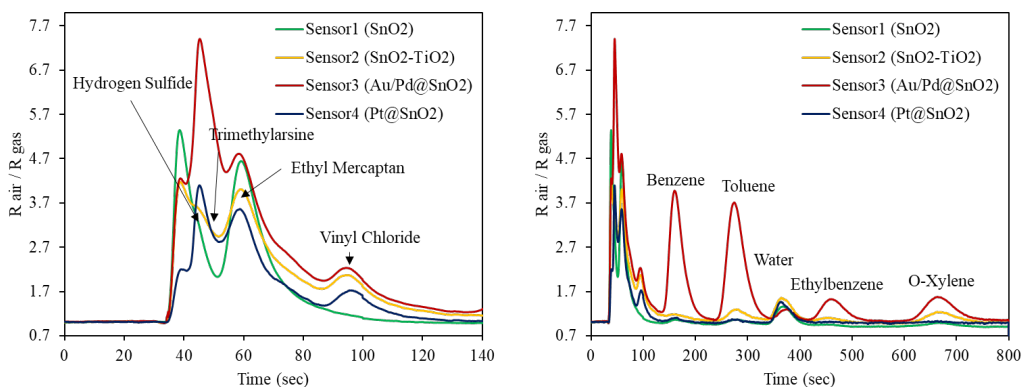 7.7
6.7
5.7
4.7
3.7
2.7
1.7
0.7
R air / R gas
Sensor1 (SnO2)
Sensor2 (SnO2-TiO2)
Sensor3 (Au/Pd@SnO2)
Sensor4 (Pt@SnO2)
Hydrogen Sulfide
Trimethylarsine
Ethyl Mercaptan
Vinyl Chloride
0 20 40 60 80 100 120 140
Time (sec)
7.7
6.7
5.7
4.7
3.7
2.7
1.7
0.7
R air / R gas
Sensor1 (SnO2)
Sensor2 (SnO2-TiO2)
Sensor3 (Au/Pd@SnO2)
Sensor4 (Pt@SnO2)
Benzene
Toluene
Water
Ethylbenzene
O-Xylene
0 100 200 300 400 500 600 700 800
Time (sec)